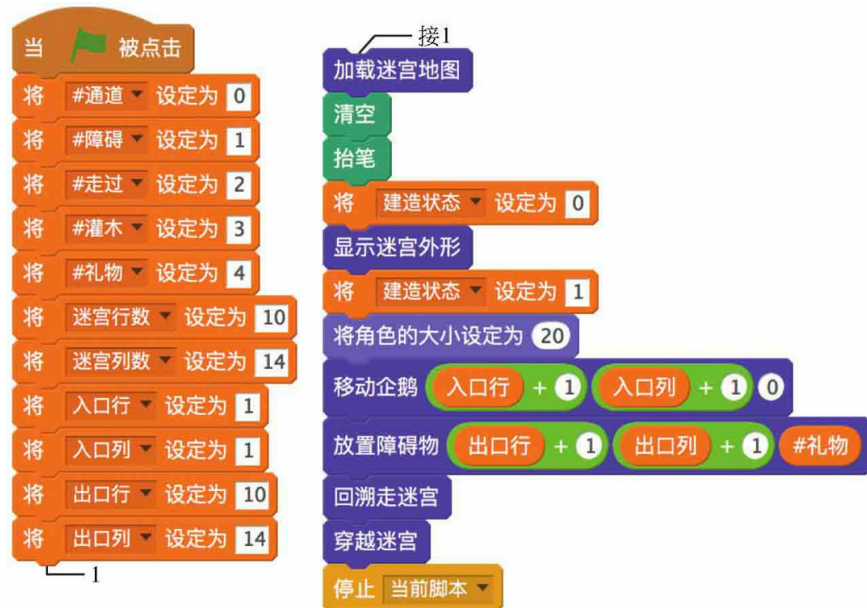 当 被点击
将 #通道 设定为 0
将 #障碍 设定为 1
将 #走过 设定为 2
将 #灌木 设定为 3
将 #礼物 设定为 4
将 迷宫行数 设定为 10
将 迷宫列数 设定为 14
将 入口行 设定为 1
将 入口列 设定为 1
将 出口行 设定为 10
将 出口列 设定为 14
1
接1
加载迷宫地图
清空
抬笔
将 建造状态 设定为 0
显示迷宫外形
将 建造状态 设定为 1
将角色的大小设定为 20
移动企鹅 入口行 + 1 入口列 + 1 0
放置障碍物 出口行 + 1 出口列 + 1 #礼物
回溯走迷宫
穿越迷宫
停止 当前脚本